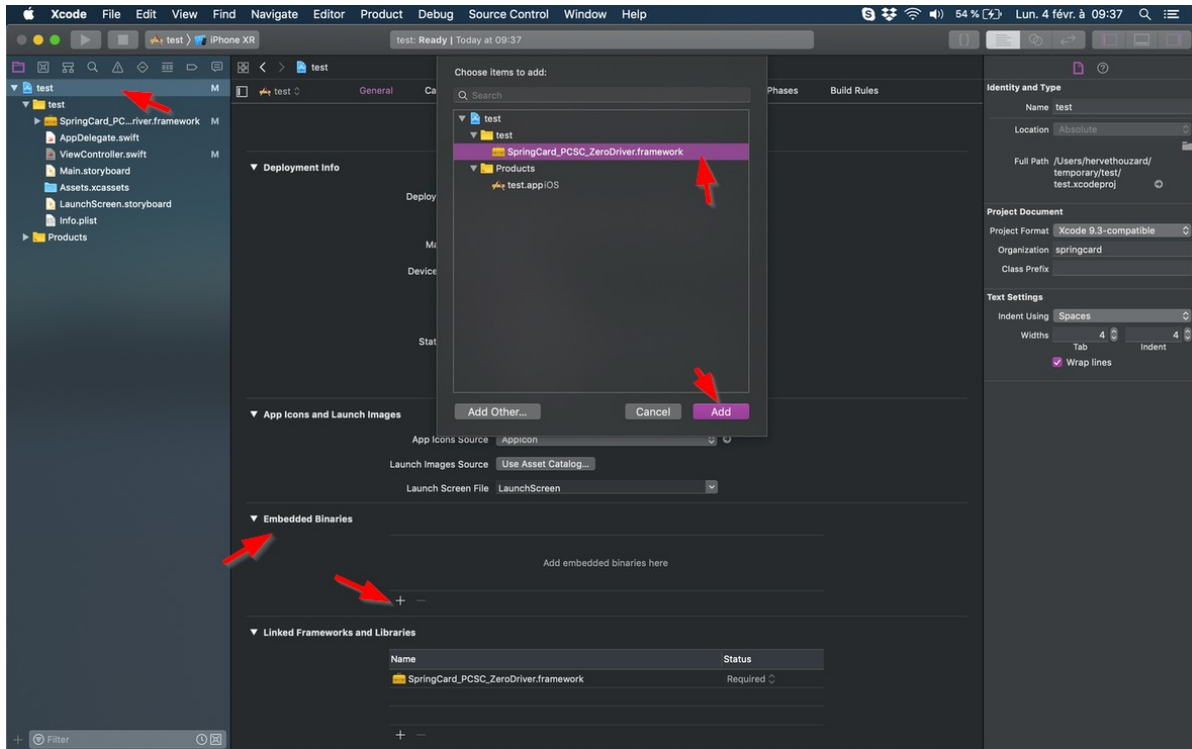 Xcode File Edit View Find Navigate Editor Product Debug Source Control Window Help 54 % Lun. 4 févr. à 09:37
test iPhone XR test: Ready | Today at 09:37
test
test M
test General Ca Phases Build Rules
test
SpringCard_PC...river.framework M
AppDelegate.swift
ViewController.swift M
Main.storyboard
Assets.xcassets
LaunchScreen.storyboard
Info.plist
Products
Filter
Choose items to add:
Search
test
test
SpringCard_PCSC_ZeroDriver.framework
Products
test.app iOS
Add Other... Cancel Add
Deployment Info
Deploy
Ma
Device
Stat
App Icons and Launch Images
App Icons Source AppIcon
Launch Images Source Use Asset Catalog...
Launch Screen File LaunchScreen
Embedded Binaries
Add embedded binaries here
+ −
Linked Frameworks and Libraries
Name Status
SpringCard_PCSC_ZeroDriver.framework Required
+ −
Identity and Type
Name test
Location Absolute
Full Path /Users/hervethouzard/
temporary/test/
test.xcodeproj
Project Document
Project Format Xcode 9.3-compatible
Organization springcard
Class Prefix
Text Settings
Indent Using Spaces
Widths 4 4
Tab Indent
Wrap lines